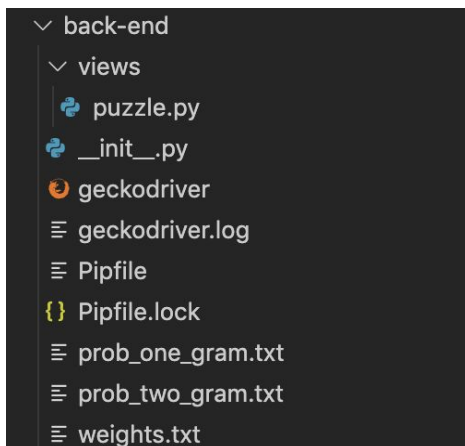 back-end
views
puzzle.py
__init__.py
geckodriver
geckodriver.log
Pipfile
Pipfile.lock
prob_one_gram.txt
prob_two_gram.txt
weights.txt